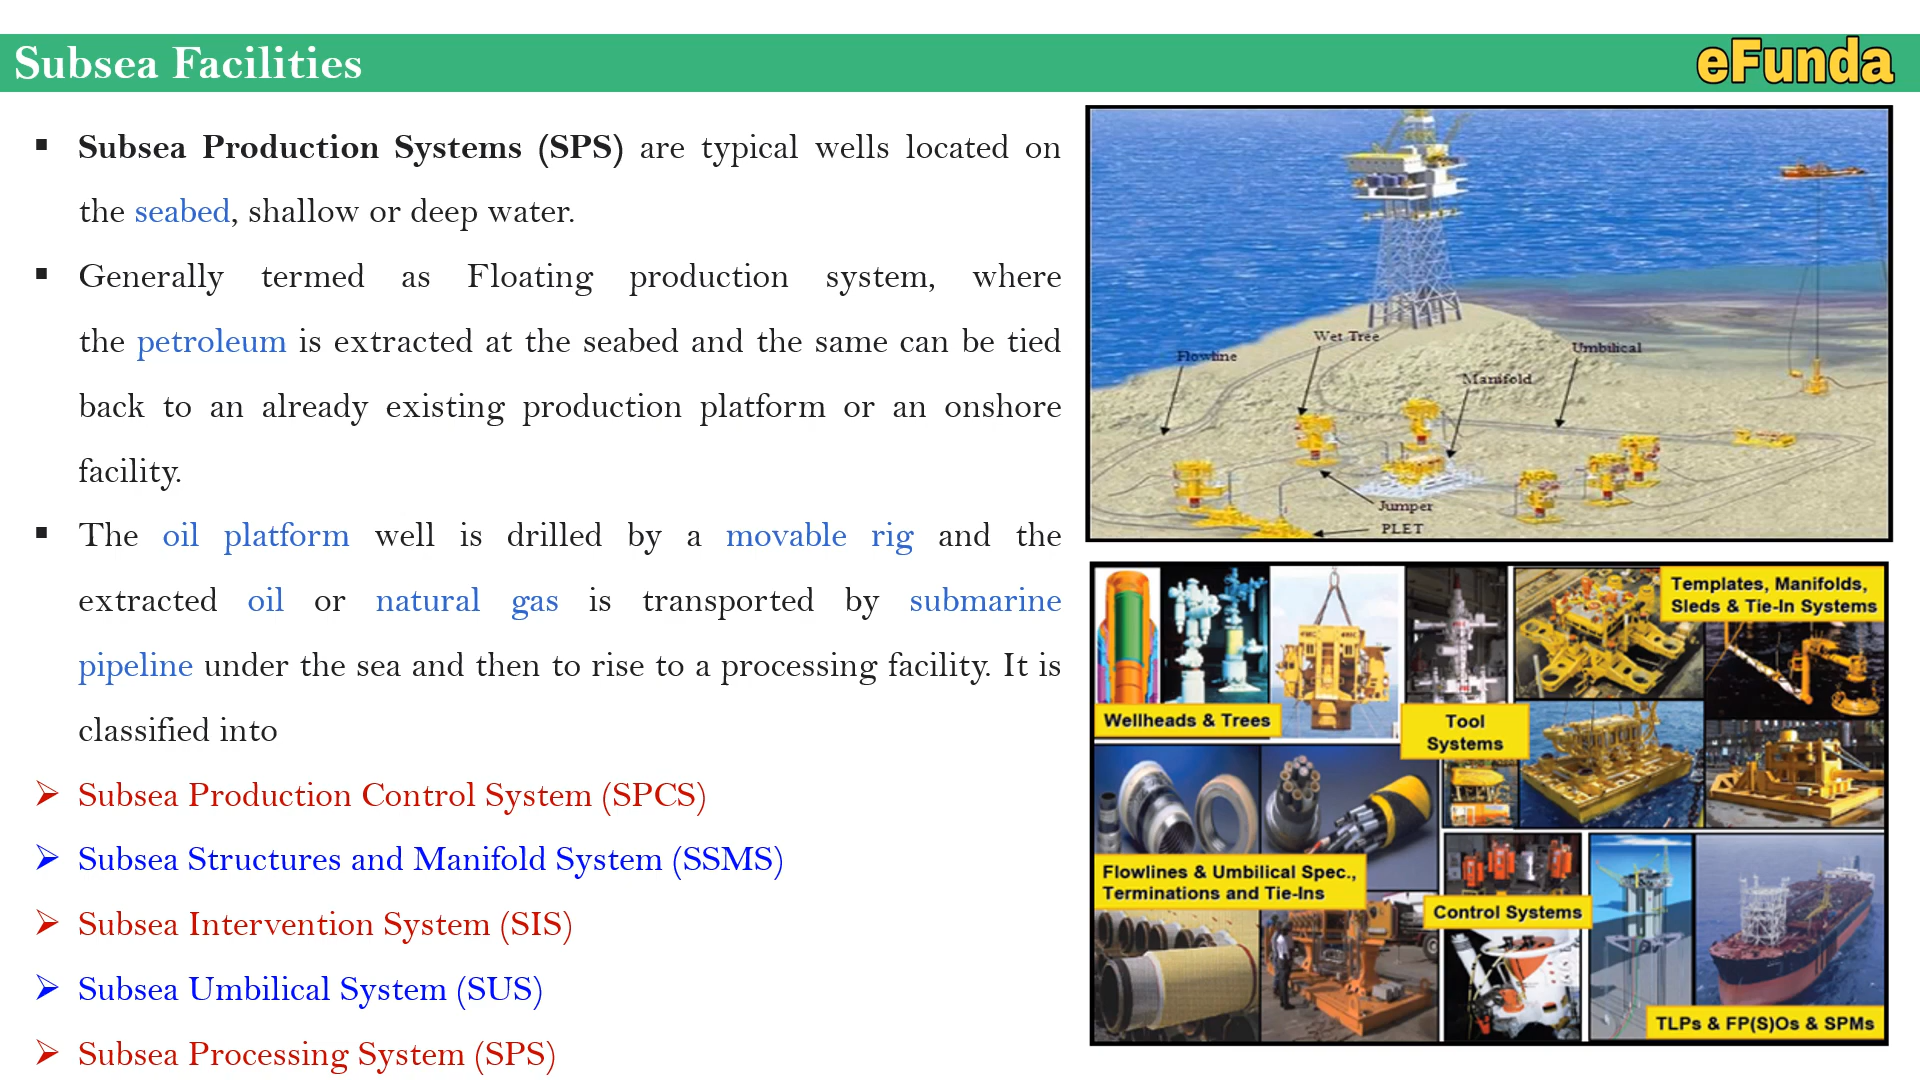 Subsea Facilities
eFunda
▪ Subsea Production Systems (SPS) are typical wells located on
the seabed, shallow or deep water.
▪ Generally termed as Floating production system, where
the petroleum is extracted at the seabed and the same can be tied
back to an already existing production platform or an onshore
facility.
▪ The oil platform well is drilled by a movable rig and the
extracted oil or natural gas is transported by submarine
pipeline under the sea and then to rise to a processing facility. It is
classified into
➢ Subsea Production Control System (SPCS)
➢ Subsea Structures and Manifold System (SSMS)
➢ Subsea Intervention System (SIS)
➢ Subsea Umbilical System (SUS)
➢ Subsea Processing System (SPS)
Wet Tree
Flowline
Umbilical
Manifold
Jumper
PLET
Templates, Manifolds,
Sleds & Tie-In Systems
Wellheads & Trees
Tool
Systems
Flowlines & Umbilical Spec.,
Terminations and Tie-Ins
Control Systems
TLPs & FP(S)Os & SPMs